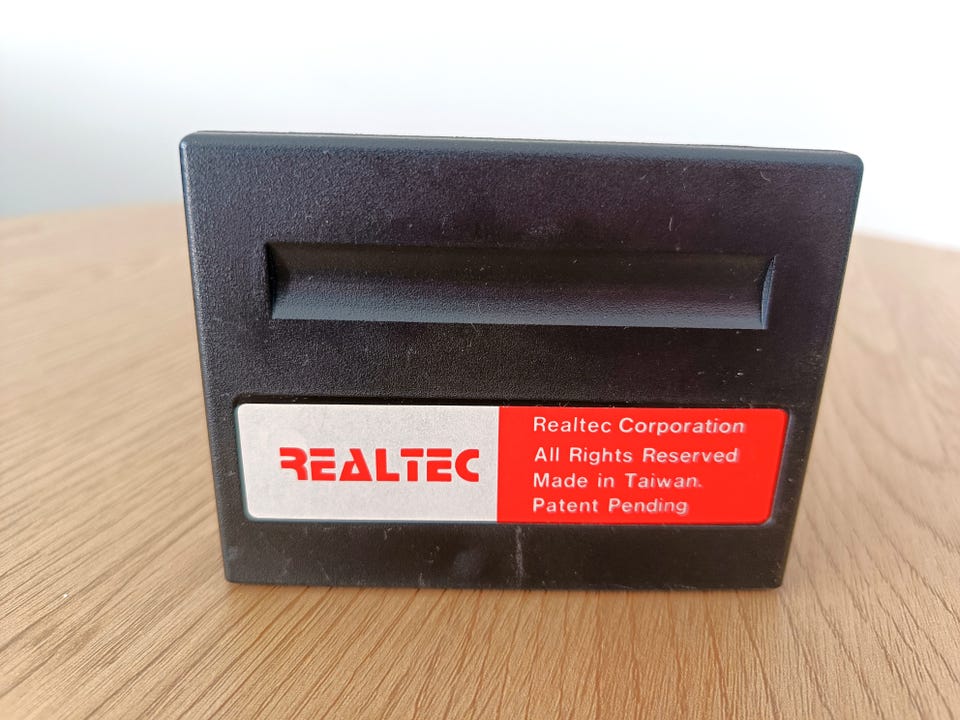 REALTEC
Realtec Corporation
All Rights Reserved
Made in Taiwan.
Patent Pending